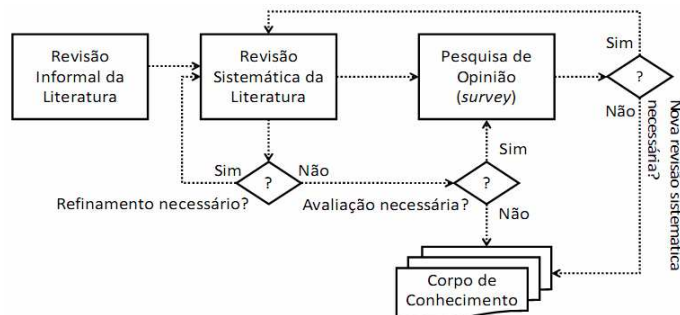 Revisão
Informal da
Literatura
Revisão
Sistemática da
Literatura
Pesquisa de
Opinião
(survey)
Sim
?
Não
Nova revisão sistemática
necessária?
Sim
?
Não
Refinamento necessário?
Sim
?
Avaliação necessária?
Não
Corpo de
Conhecimento